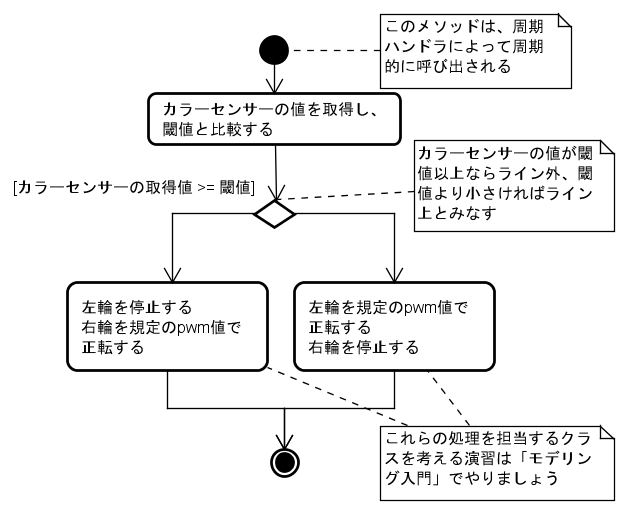 このメソッドは、周期
ハンドラによって周期
的に呼び出される
カラーセンサーの値を取得し、
閾値と比較する
カラーセンサーの値が閾
値以上ならライン外、閾
値より小さければライン
上とみなす
[カラーセンサーの取得値 >= 閾値]
左輪を停止する
右輪を規定のpwm値で
正転する
左輪を規定のpwm値で
正転する
右輪を停止する
これらの処理を担当するクラ
スを考える演習は「モデリン
グ入門」でやりましょう